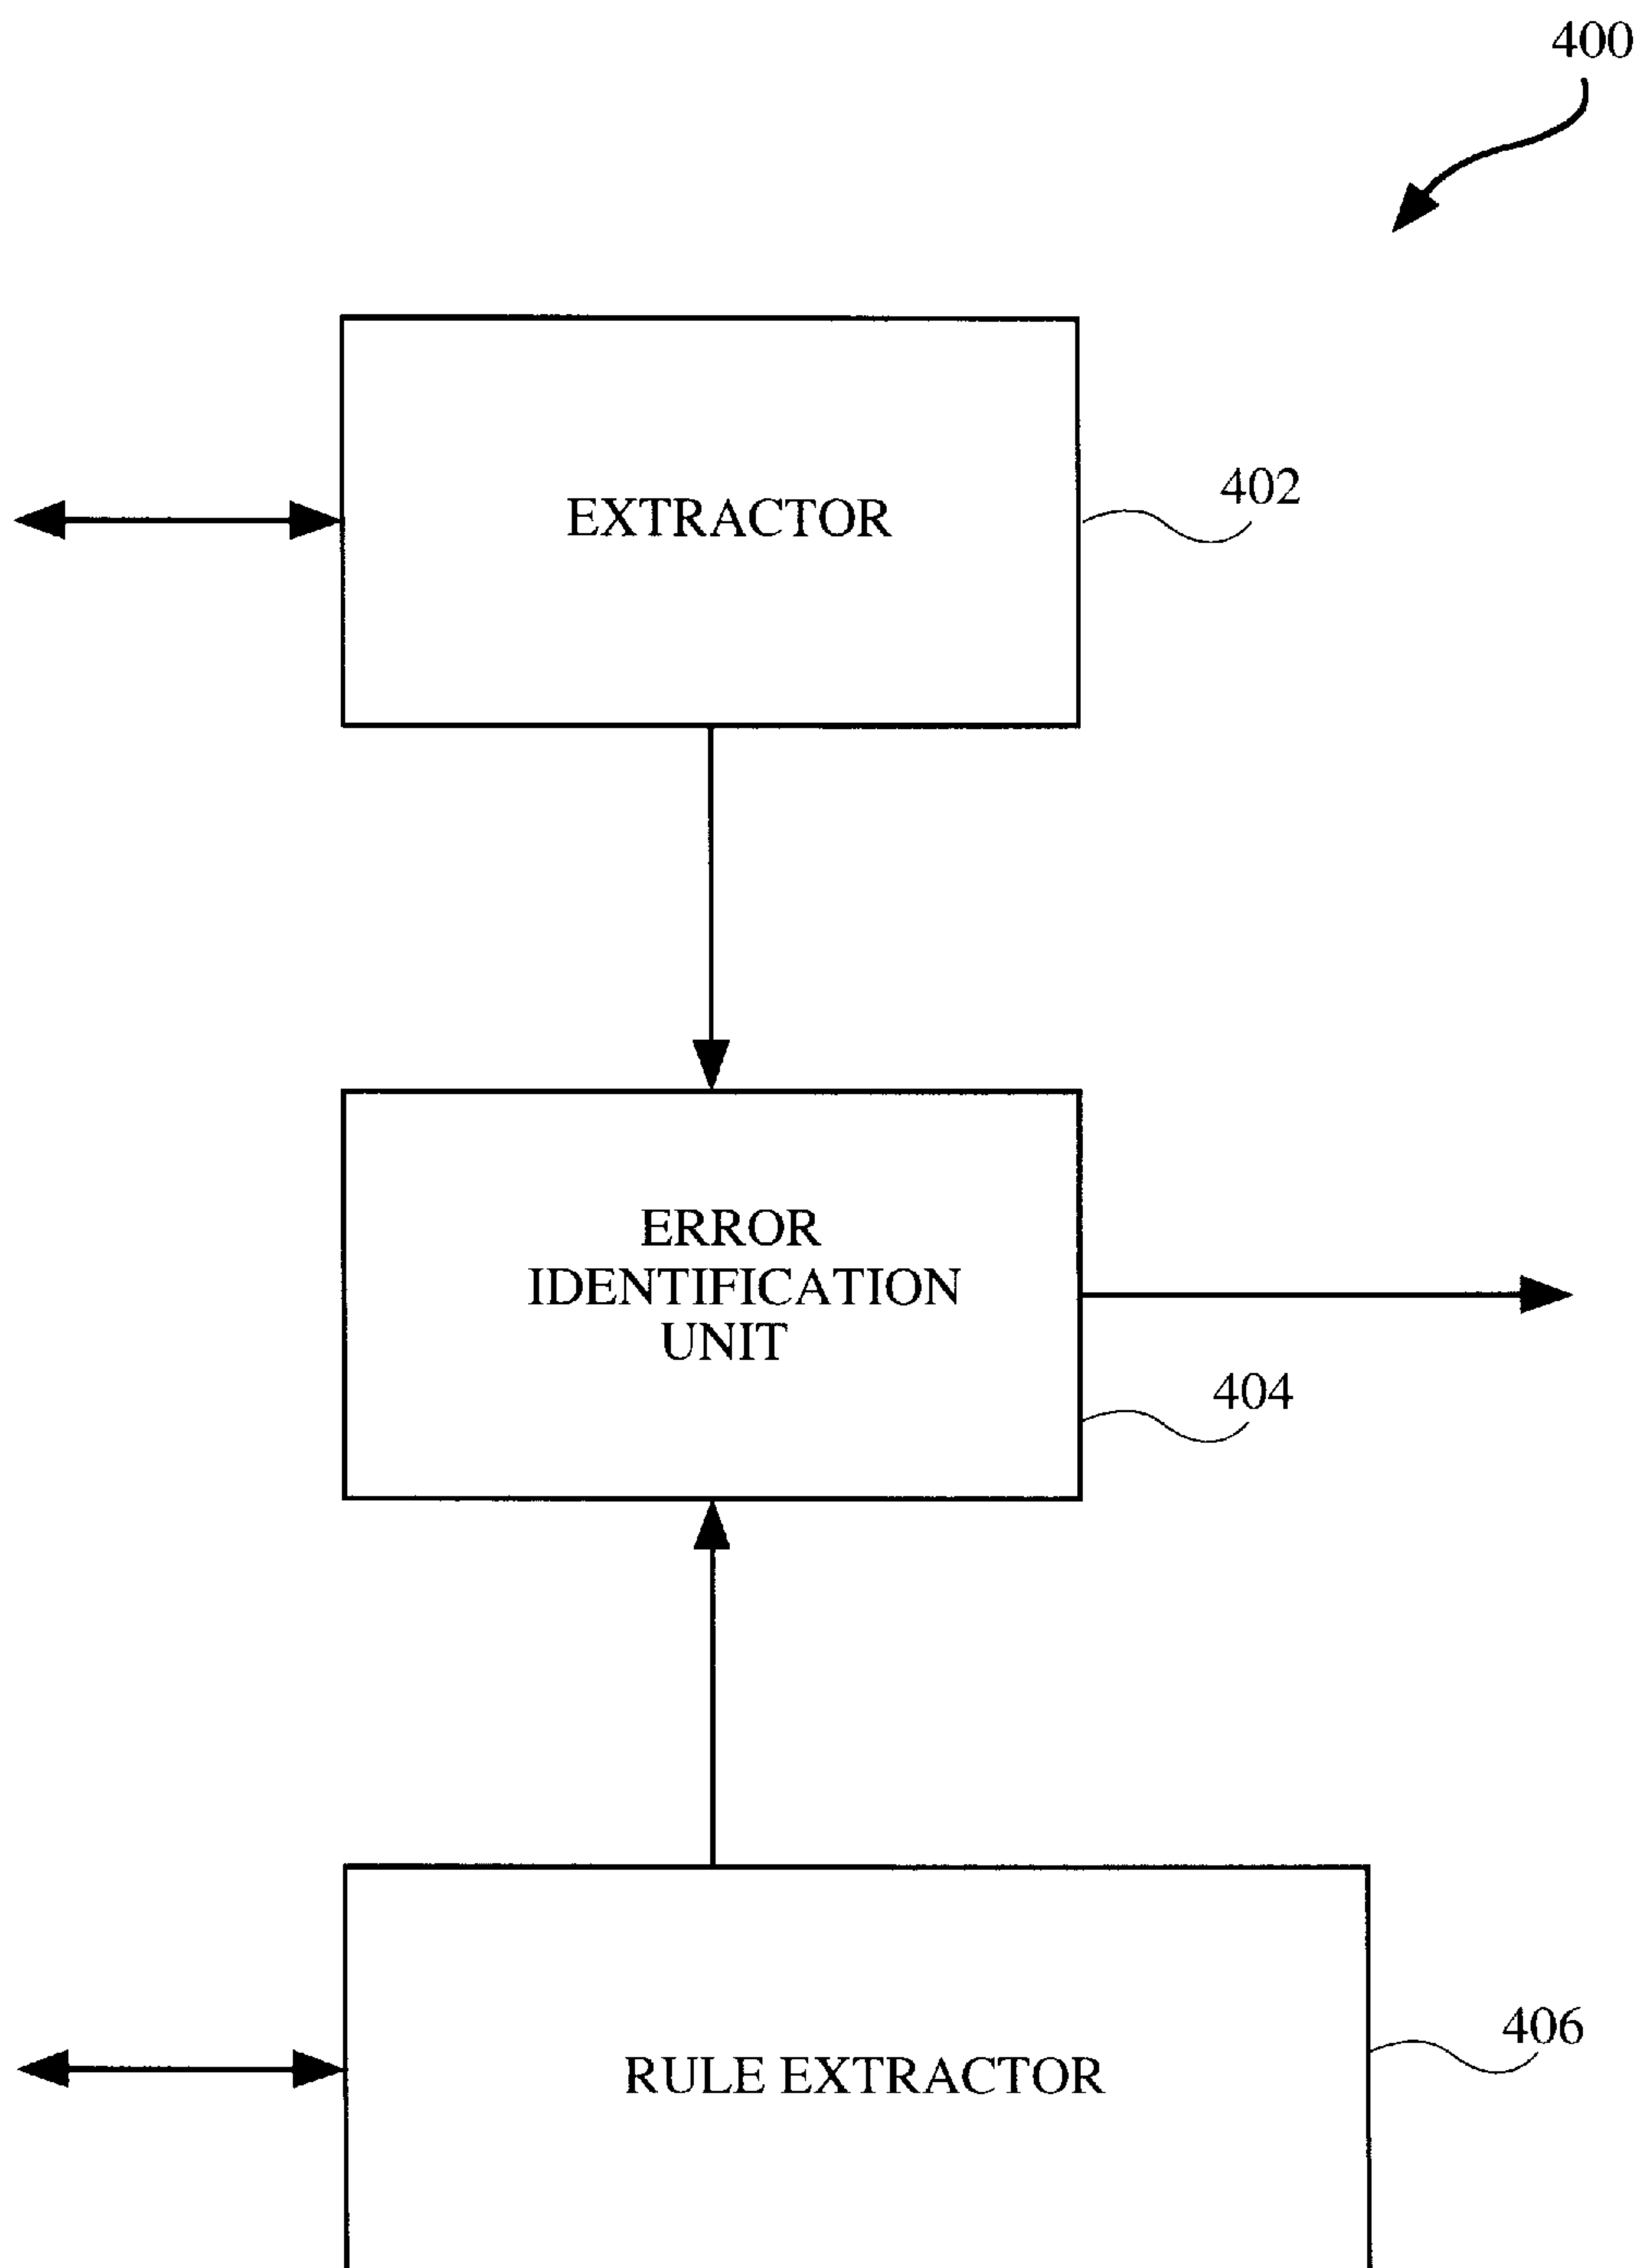 400
EXTRACTOR
402
ERROR
IDENTIFICATION
UNIT
404
RULE EXTRACTOR
406